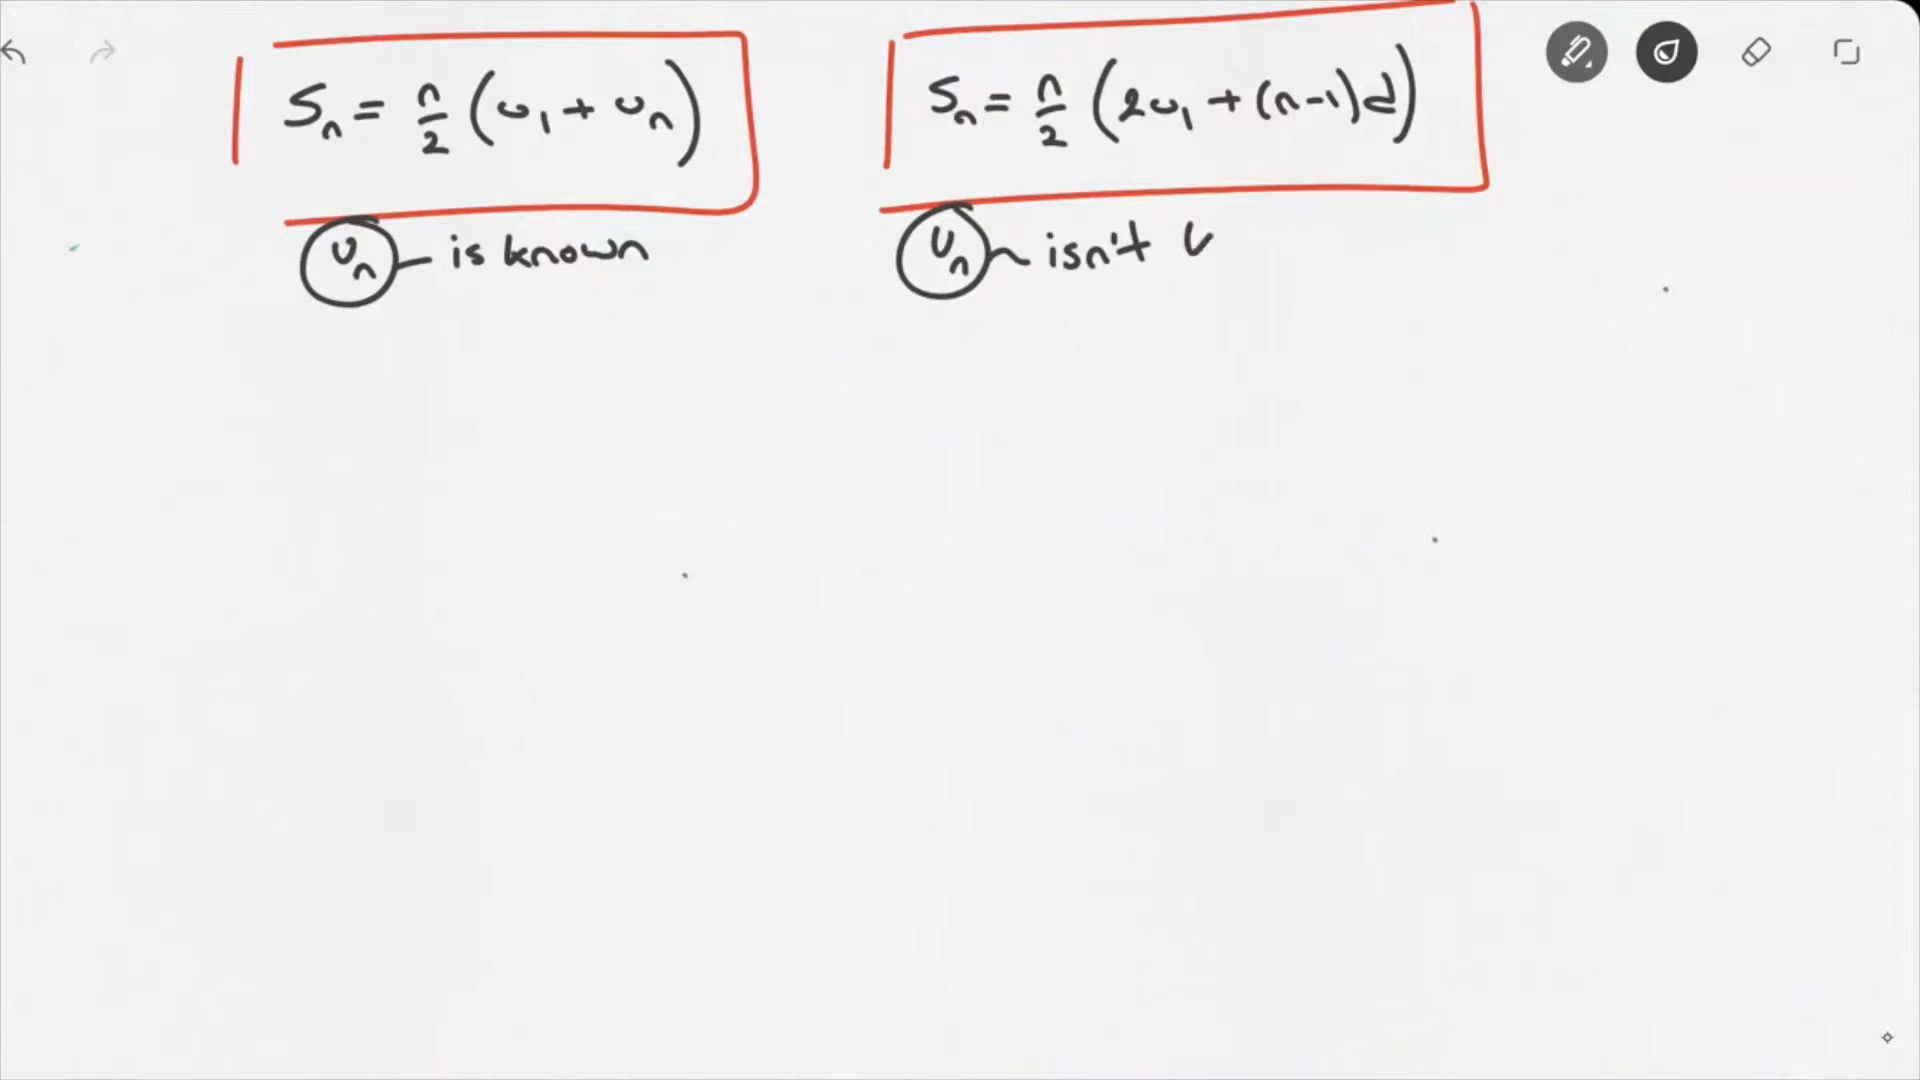 Sₙ = n/2 (u₁ + uₙ)
Sₙ = n/2 (2u₁ + (n-1)d)
Uₙ is known
Uₙ isn't